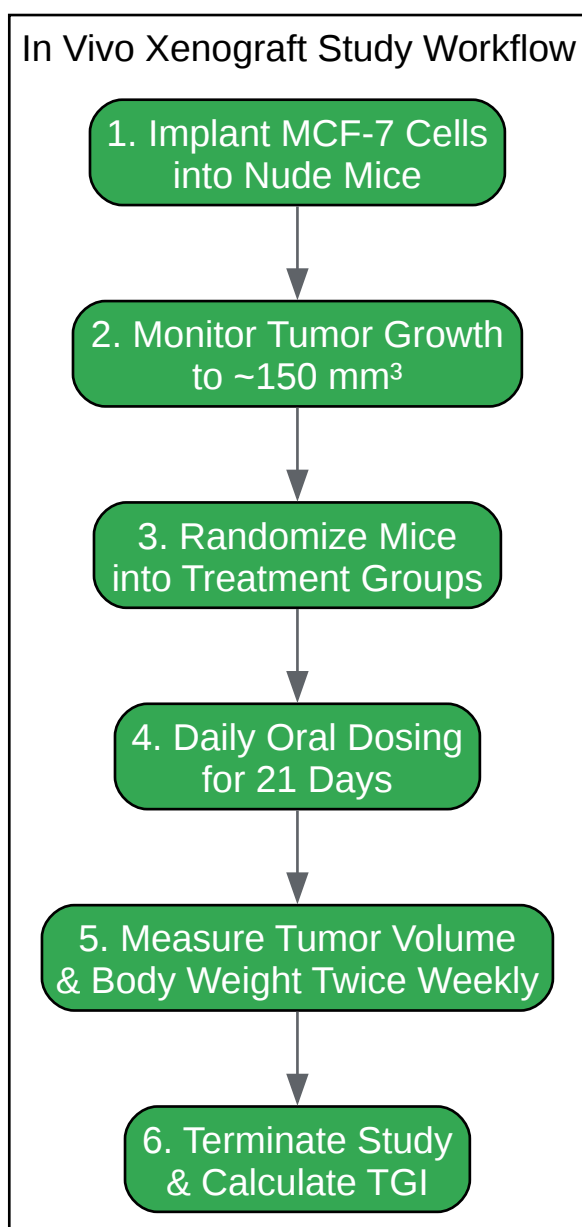 In Vivo Xenograft Study Workflow
1. Implant MCF-7 Cells
into Nude Mice
2. Monitor Tumor Growth
to ~150 mm³
3. Randomize Mice
into Treatment Groups
4. Daily Oral Dosing
for 21 Days
5. Measure Tumor Volume
& Body Weight Twice Weekly
6. Terminate Study
& Calculate TGI